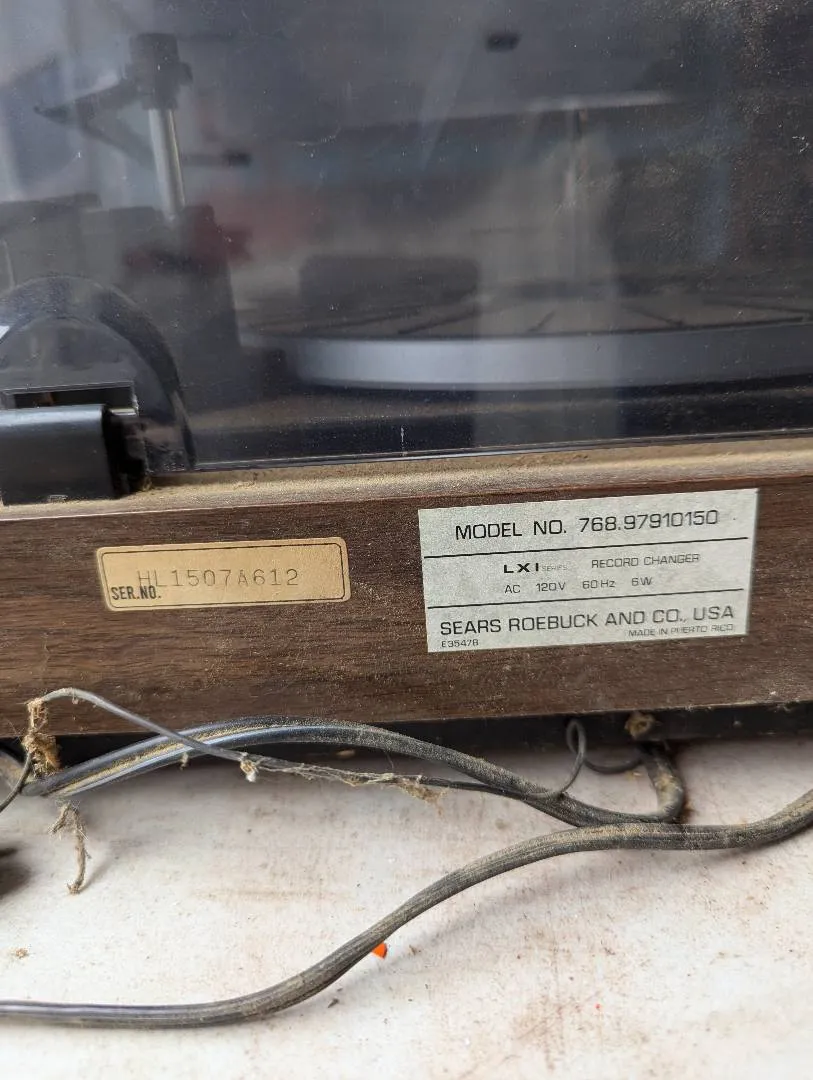 HL1507A612
SER.NO.
MODEL NO. 768.97910150
LXI SERIES RECORD CHANGER
AC 120V 60Hz 6W
SEARS ROEBUCK AND CO., USA
MADE IN PUERTO RICO
E35478